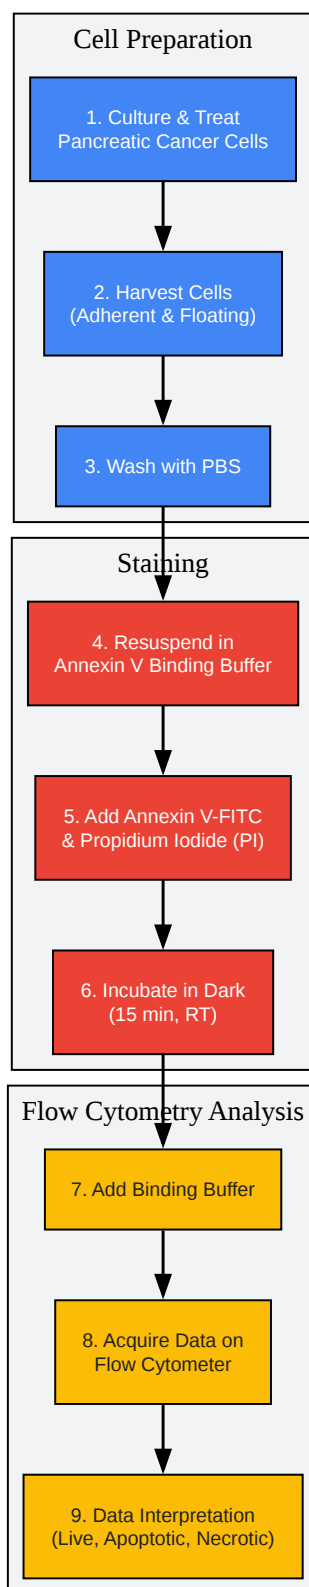 Cell Preparation
1. Culture & Treat
Pancreatic Cancer Cells
2. Harvest Cells
(Adherent & Floating)
3. Wash with PBS
Staining
4. Resuspend in
Annexin V Binding Buffer
5. Add Annexin V-FITC
& Propidium Iodide (PI)
6. Incubate in Dark
(15 min, RT)
Flow Cytometry Analysis
7. Add Binding Buffer
8. Acquire Data on
Flow Cytometer
9. Data Interpretation
(Live, Apoptotic, Necrotic)